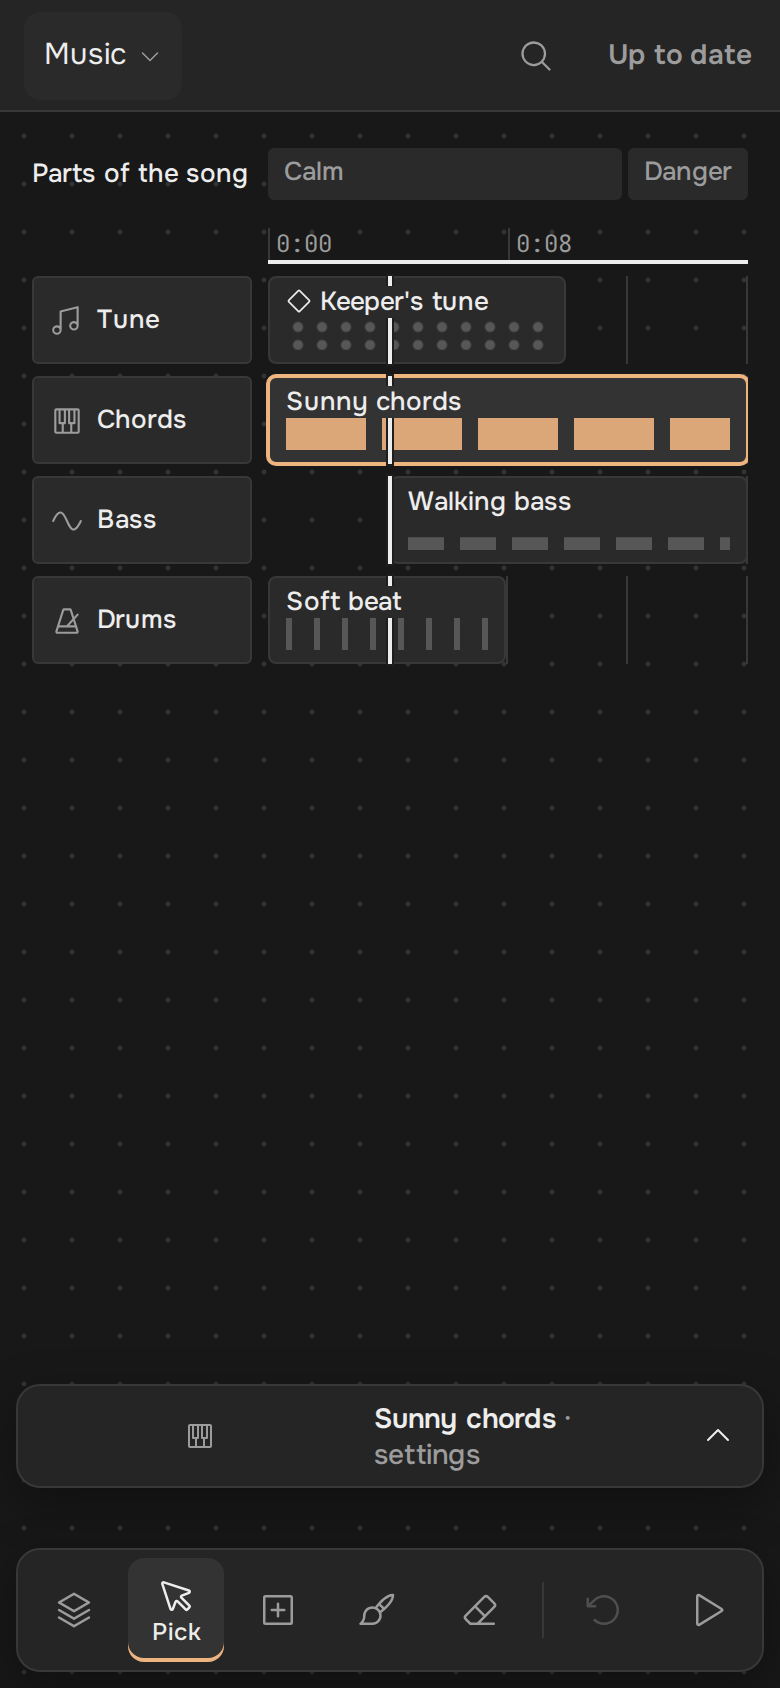 Music
Up to date
Parts of the song
Calm
Danger
0:00
0:08
Tune
Keeper's tune
Chords
Sunny chords
Bass
Walking bass
Drums
Soft beat
Sunny chords ·
settings
Pick